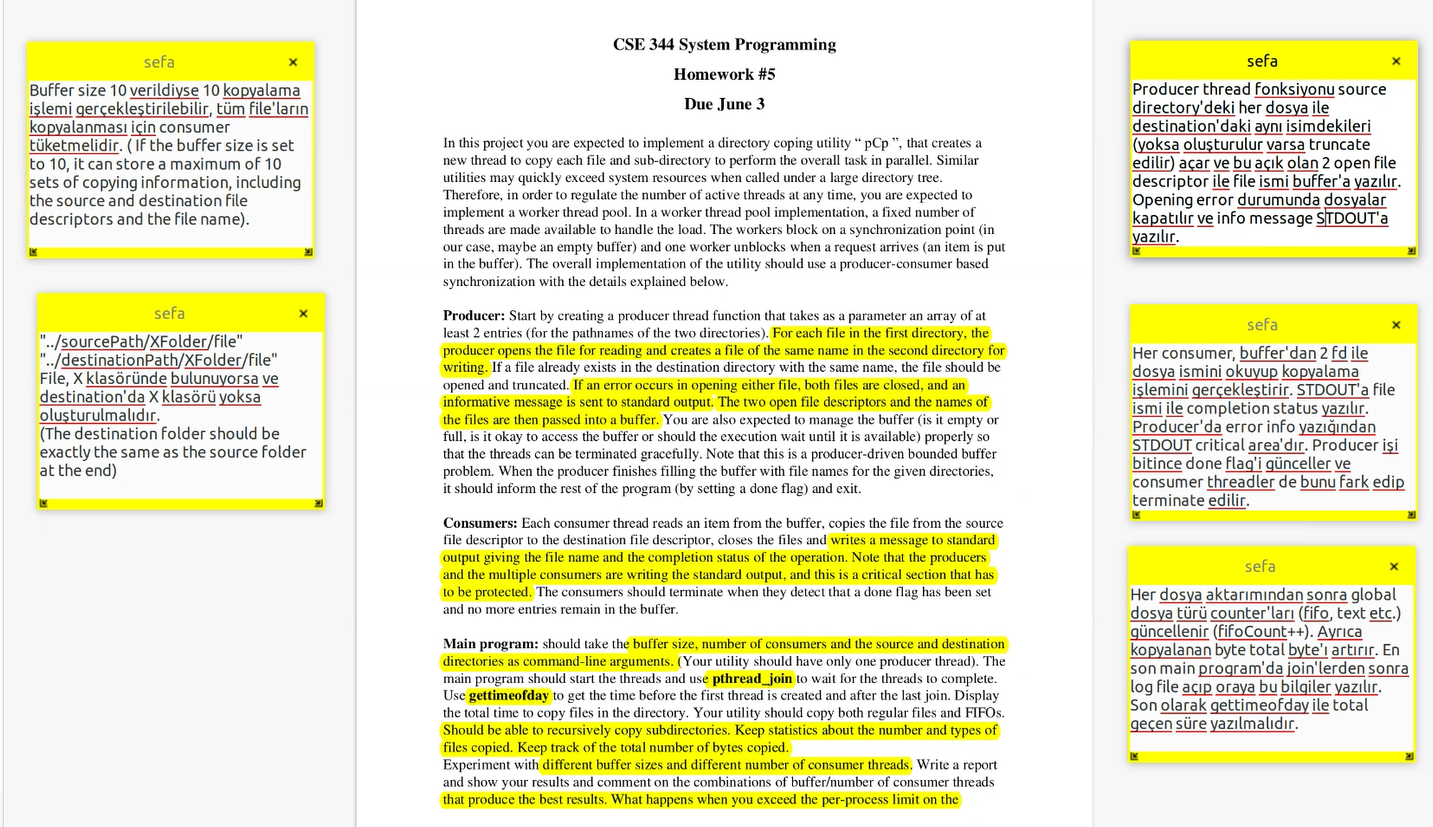 sefa ×
Buffer size 10 verildiyse 10 kopyalama
işlemi gerçekleştirilebilir, tüm file'ların
kopyalanması için consumer
tüketmelidir. ( If the buffer size is set
to 10, it can store a maximum of 10
sets of copying information, including
the source and destination file
descriptors and the file name).
sefa ×
"../sourcePath/XFolder/file"
"../destinationPath/XFolder/file"
File, X klasöründe bulunuyorsa ve
destination'da X klasörü yoksa
oluşturulmalıdır.
(The destination folder should be
exactly the same as the source folder
at the end)
CSE 344 System Programming
Homework #5
Due June 3
In this project you are expected to implement a directory coping utility “ pCp ”, that creates a
new thread to copy each file and sub-directory to perform the overall task in parallel. Similar
utilities may quickly exceed system resources when called under a large directory tree.
Therefore, in order to regulate the number of active threads at any time, you are expected to
implement a worker thread pool. In a worker thread pool implementation, a fixed number of
threads are made available to handle the load. The workers block on a synchronization point (in
our case, maybe an empty buffer) and one worker unblocks when a request arrives (an item is put
in the buffer). The overall implementation of the utility should use a producer-consumer based
synchronization with the details explained below.
Producer: Start by creating a producer thread function that takes as a parameter an array of at
least 2 entries (for the pathnames of the two directories). For each file in the first directory, the
producer opens the file for reading and creates a file of the same name in the second directory for
writing. If a file already exists in the destination directory with the same name, the file should be
opened and truncated. If an error occurs in opening either file, both files are closed, and an
informative message is sent to standard output. The two open file descriptors and the names of
the files are then passed into a buffer. You are also expected to manage the buffer (is it empty or
full, is it okay to access the buffer or should the execution wait until it is available) properly so
that the threads can be terminated gracefully. Note that this is a producer-driven bounded buffer
problem. When the producer finishes filling the buffer with file names for the given directories,
it should inform the rest of the program (by setting a done flag) and exit.
Consumers: Each consumer thread reads an item from the buffer, copies the file from the source
file descriptor to the destination file descriptor, closes the files and writes a message to standard
output giving the file name and the completion status of the operation. Note that the producers
and the multiple consumers are writing the standard output, and this is a critical section that has
to be protected. The consumers should terminate when they detect that a done flag has been set
and no more entries remain in the buffer.
Main program: should take the buffer size, number of consumers and the source and destination
directories as command-line arguments. (Your utility should have only one producer thread). The
main program should start the threads and use pthread_join to wait for the threads to complete.
Use gettimeofday to get the time before the first thread is created and after the last join. Display
the total time to copy files in the directory. Your utility should copy both regular files and FIFOs.
Should be able to recursively copy subdirectories. Keep statistics about the number and types of
files copied. Keep track of the total number of bytes copied.
Experiment with different buffer sizes and different number of consumer threads. Write a report
and show your results and comment on the combinations of buffer/number of consumer threads
that produce the best results. What happens when you exceed the per-process limit on the
sefa ×
Producer thread fonksiyonu source
directory'deki her dosya ile
destination'daki aynı isimdekileri
(yoksa oluşturulur varsa truncate
edilir) açar ve bu açık olan 2 open file
descriptor ile file ismi buffer'a yazılır.
Opening error durumunda dosyalar
kapatılır ve info message STDOUT'a
yazılır.
sefa ×
Her consumer, buffer'dan 2 fd ile
dosya ismini okuyup kopyalama
işlemini gerçekleştirir. STDOUT'a file
ismi ile completion status yazılır.
Producer'da error info yazığından
STDOUT critical area'dır. Producer işi
bitince done flag'i günceller ve
consumer threadler de bunu fark edip
terminate edilir.
sefa ×
Her dosya aktarımından sonra global
dosya türü counter'ları (fifo, text etc.)
güncellenir (fifoCount++). Ayrıca
kopyalanan byte total byte'ı artırır. En
son main program'da join'lerden sonra
log file açıp oraya bu bilgiler yazılır.
Son olarak gettimeofday ile total
geçen süre yazılmalıdır.